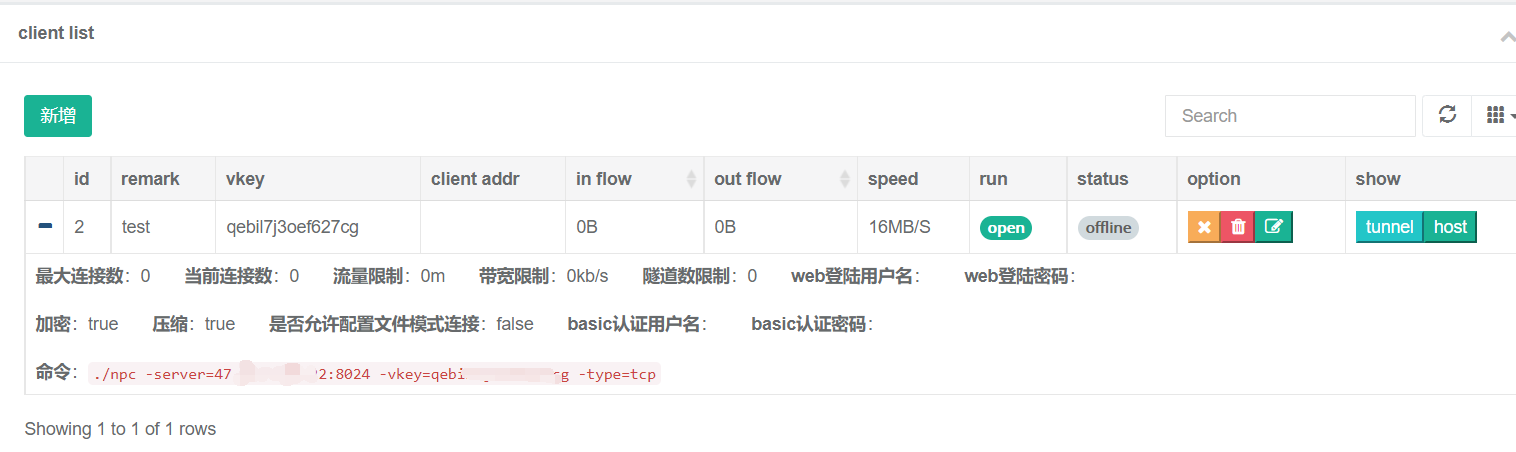 client list
新增
Search
id remark vkey client addr in flow out flow speed run status option show
2 test qebil7j3oef627cg 0B 0B 16MB/S open offline tunnel host
最大连接数：0 当前连接数：0 流量限制：0m 带宽限制：0kb/s 隧道数限制：0 web登陆用户名： web登陆密码：
加密：true 压缩：true 是否允许配置文件模式连接：false basic认证用户名： basic认证密码：
命令：./npc -server=47 2:8024 -vkey=qebi cg -type=tcp
Showing 1 to 1 of 1 rows